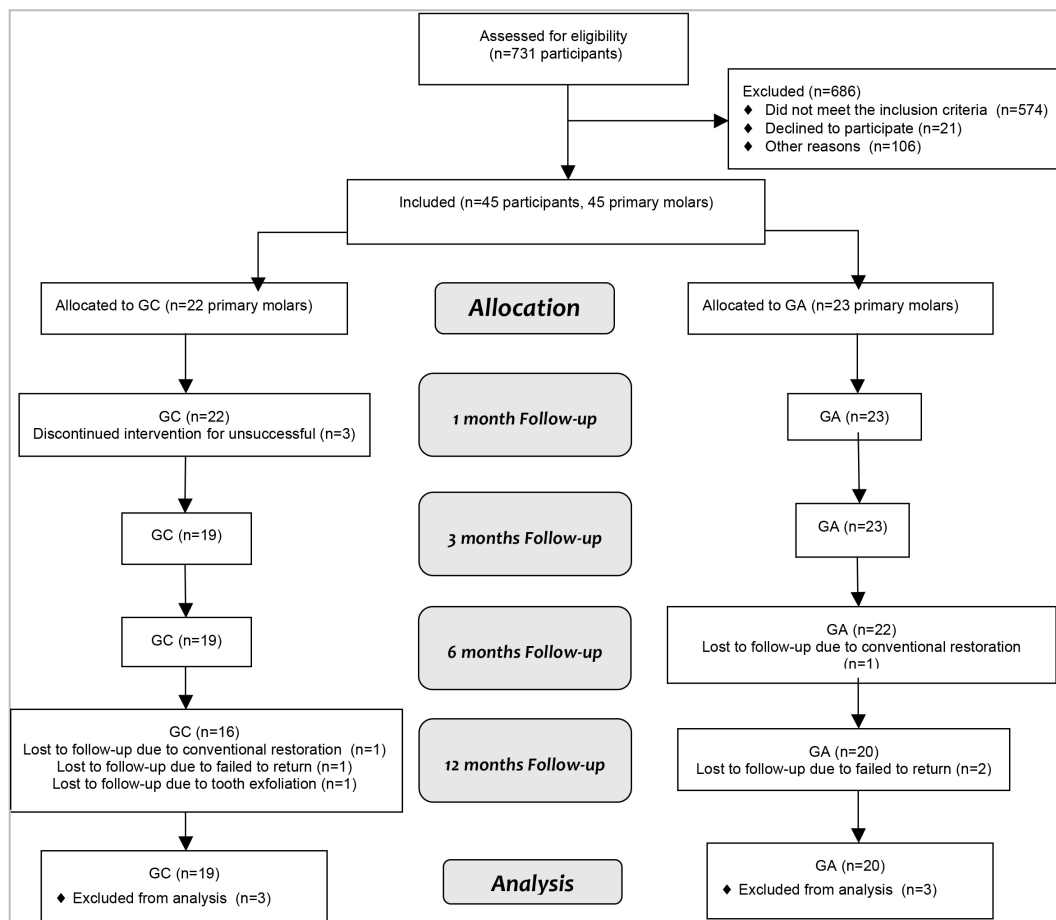 Assessed for eligibility
(n=731 participants)
Excluded (n=686)
♦ Did not meet the inclusion criteria (n=574)
♦ Declined to participate (n=21)
♦ Other reasons (n=106)
Included (n=45 participants, 45 primary molars)
Allocated to GC (n=22 primary molars)
Allocation
Allocated to GA (n=23 primary molars)
GC (n=22)
Discontinued intervention for unsuccessful (n=3)
1 month Follow-up
GA (n=23)
GC (n=19)
3 months Follow-up
GA (n=23)
GC (n=19)
6 months Follow-up
GA (n=22)
Lost to follow-up due to conventional restoration
(n=1)
GC (n=16)
Lost to follow-up due to conventional restoration (n=1)
Lost to follow-up due to failed to return (n=1)
Lost to follow-up due to tooth exfoliation (n=1)
12 months Follow-up
GA (n=20)
Lost to follow-up due to failed to return (n=2)
GC (n=19)
♦ Excluded from analysis (n=3)
Analysis
GA (n=20)
♦ Excluded from analysis (n=3)